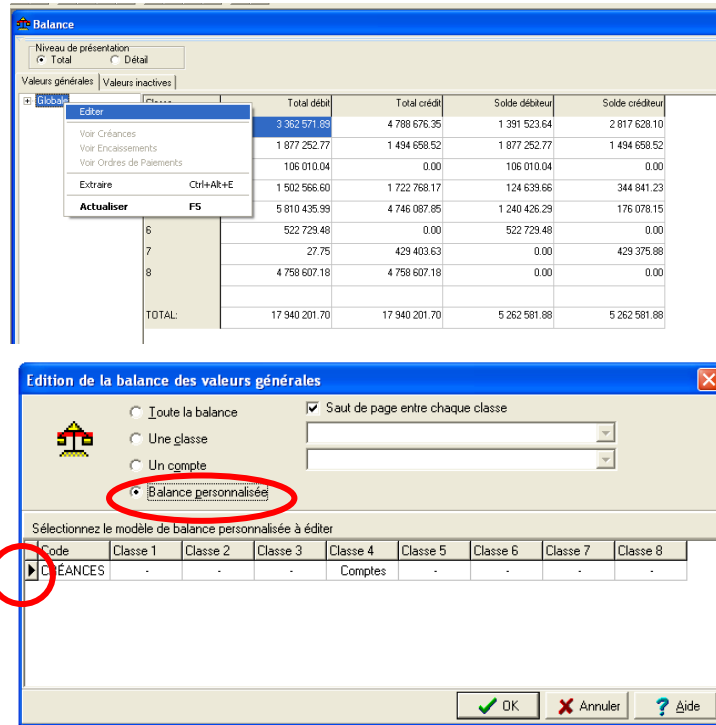 Balance
Niveau de présentation
Total Détail
Valeurs générales Valeurs inactives
Globale Total débit Total crédit Solde débiteur Solde créditeur
Editer 3 362 571.89 4 788 676.35 1 391 523.64 2 817 628.10
Voir Créances 1 877 252.77 1 494 658.52 1 877 252.77 1 494 658.52
Voir Encaissements
Voir Ordres de Paiements 106 010.04 0.00 106 010.04 0.00
Extraire Ctrl+Alt+E 1 502 566.60 1 722 768.17 124 639.66 344 841.23
Actualiser F5 5 810 435.99 4 746 087.85 1 240 426.29 176 078.15
6 522 729.48 0.00 522 729.48 0.00
7 27.75 429 403.63 0.00 429 375.88
8 4 758 607.18 4 758 607.18 0.00 0.00
TOTAL: 17 940 201.70 17 940 201.70 5 262 581.88 5 262 581.88
Edition de la balance des valeurs générales
Toute la balance Saut de page entre chaque classe
Une classe
Un compte
Balance personnalisée
Sélectionnez le modèle de balance personnalisée à éditer
Code Classe 1 Classe 2 Classe 3 Classe 4 Classe 5 Classe 6 Classe 7 Classe 8
CRÉANCES - - - Comptes - - - -
OK Annuler ? Aide